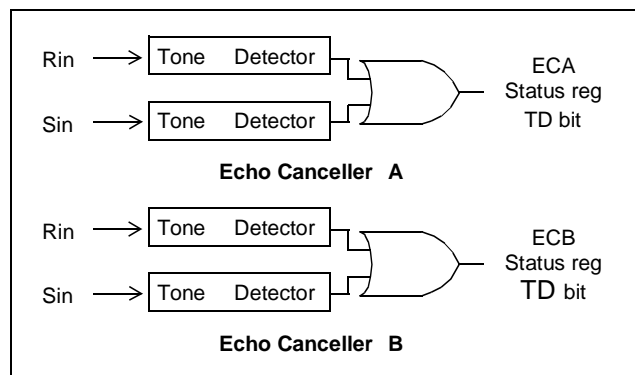 Rin Tone Detector
Sin Tone Detector
ECA
Status reg
TD bit
Echo Canceller A
Rin Tone Detector
Sin Tone Detector
ECB
Status reg
TD bit
Echo Canceller B